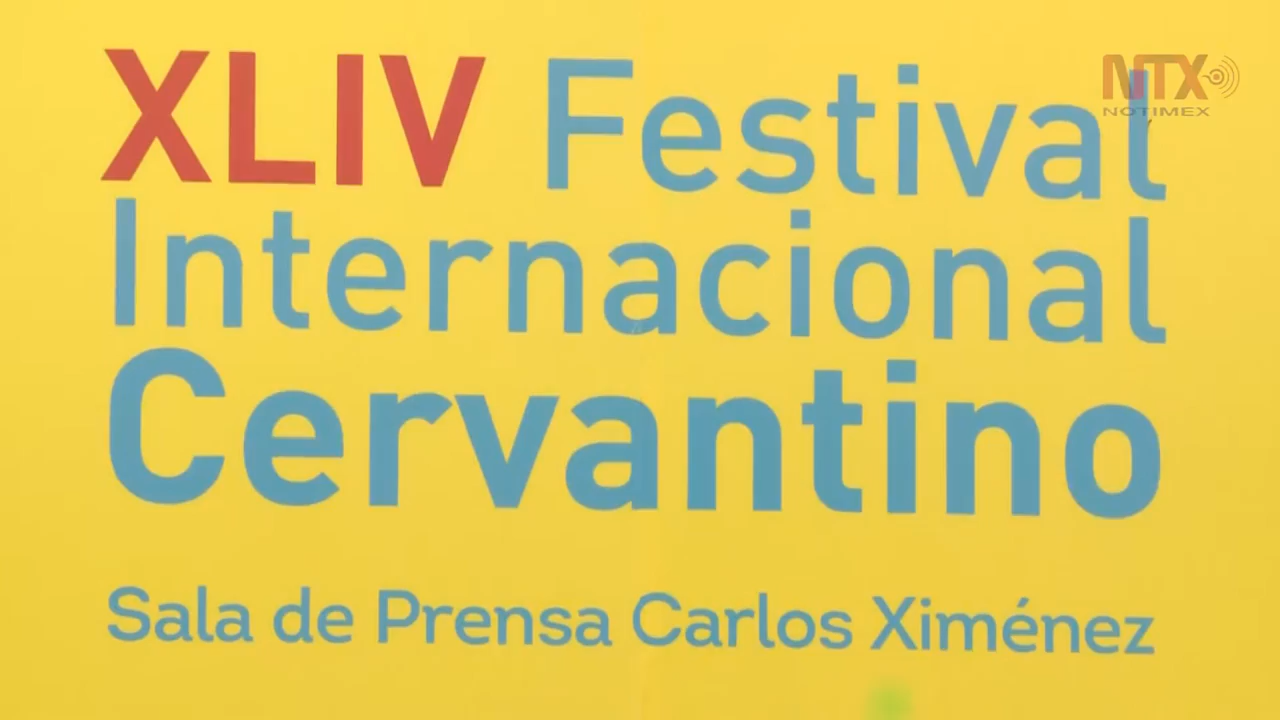 XLIV Festival
Internacional
Cervantino
Sala de Prensa Carlos Ximénez
NTX
NOTIMEX